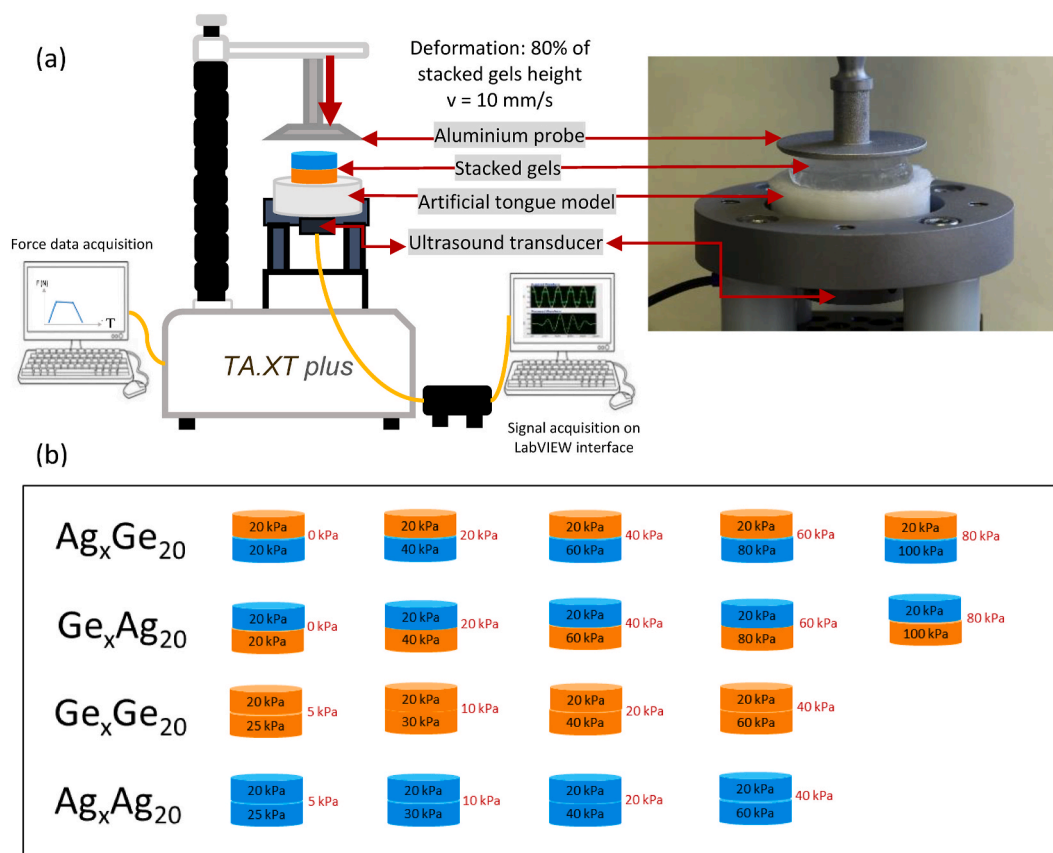 (a)
Deformation: 80% of
stacked gels height
v = 10 mm/s
Aluminium probe
Stacked gels
Artificial tongue model
Ultrasound transducer
Force data acquisition
F [N]
T
TA.XT plus
Signal acquisition on
LabVIEW interface
(b)
AgₓGe₂₀
20 kPa 0 kPa 20 kPa 20 kPa 20 kPa 40 kPa 20 kPa 60 kPa 20 kPa 80 kPa
20 kPa 40 kPa 60 kPa 80 kPa 100 kPa
GeₓAg₂₀
20 kPa 0 kPa 20 kPa 20 kPa 20 kPa 40 kPa 20 kPa 60 kPa 20 kPa 80 kPa
20 kPa 40 kPa 60 kPa 80 kPa 100 kPa
GeₓGe₂₀
20 kPa 5 kPa 20 kPa 10 kPa 20 kPa 20 kPa 20 kPa 40 kPa
25 kPa 30 kPa 40 kPa 60 kPa
AgₓAg₂₀
20 kPa 5 kPa 20 kPa 10 kPa 20 kPa 20 kPa 20 kPa 40 kPa
25 kPa 30 kPa 40 kPa 60 kPa